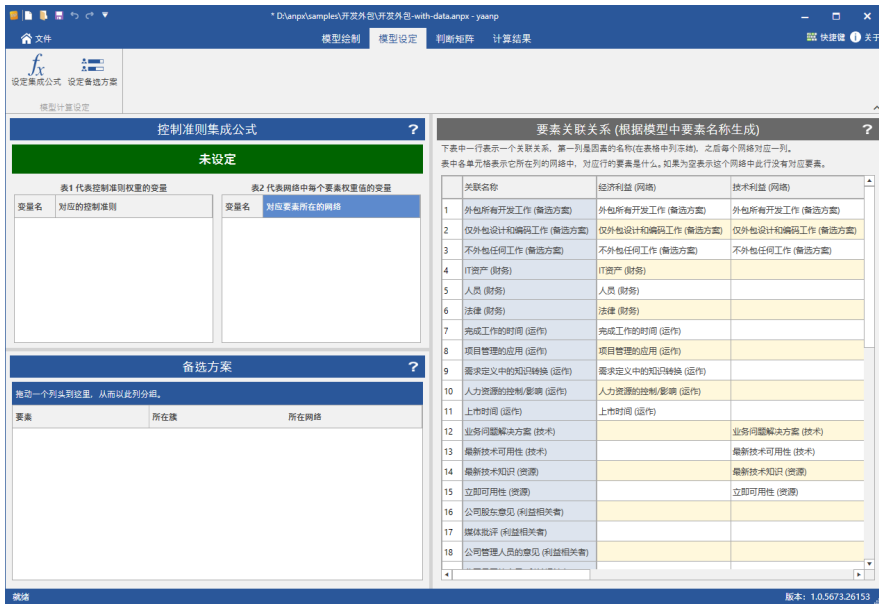 * D:\anpx\samples\开发外包\开发外包-with-data.anpx - yaanp
文件
模型绘制 模型设定 判断矩阵 计算结果
快捷键 关于
设定集成公式 设定备选方案
模型计算设定
控制准则集成公式 ?
未设定
表1 代表控制准则权重的变量
变量名 对应的控制准则
表2 代表网络中每个要素权重值的变量
变量名 对应要素所在的网络
备选方案 ?
拖动一个列头到这里，从而以此列分组。
要素 所在簇 所在网络
要素关联关系 (根据模型中要素名称生成) ?
下表中一行表示一个关联关系，第一列是因素的名称(在表格中列冻结)，之后每个网络对应一列。
表中各单元格表示它所在列的网络中，对应行的要素是什么。如果为空表示这个网络中此行没有对应要素。
关联名称 经济利益 (网络) 技术利益 (网络)
1 外包所有开发工作 (备选方案) 外包所有开发工作 (备选方案) 外包所有开发工作 (备选方案)
2 仅外包设计和编码工作 (备选方案) 仅外包设计和编码工作 (备选方案) 仅外包设计和编码工作 (备选方案)
3 不外包任何工作 (备选方案) 不外包任何工作 (备选方案) 不外包任何工作 (备选方案)
4 IT资产 (财务) IT资产 (财务)
5 人员 (财务) 人员 (财务)
6 法律 (财务) 法律 (财务)
7 完成工作的时间 (运作) 完成工作的时间 (运作)
8 项目管理的应用 (运作) 项目管理的应用 (运作)
9 需求定义中的知识转换 (运作) 需求定义中的知识转换 (运作)
10 人力资源的控制/影响 (运作) 人力资源的控制/影响 (运作)
11 上市时间 (运作) 上市时间 (运作)
12 业务问题解决方案 (技术) 业务问题解决方案 (技术)
13 最新技术可用性 (技术) 最新技术可用性 (技术)
14 最新技术知识 (资源) 最新技术知识 (资源)
15 立即可用性 (资源) 立即可用性 (资源)
16 公司股东意见 (利益相关者)
17 媒体批评 (利益相关者)
18 公司管理人员的意见 (利益相关者)
就绪
版本: 1.0.5673.26153